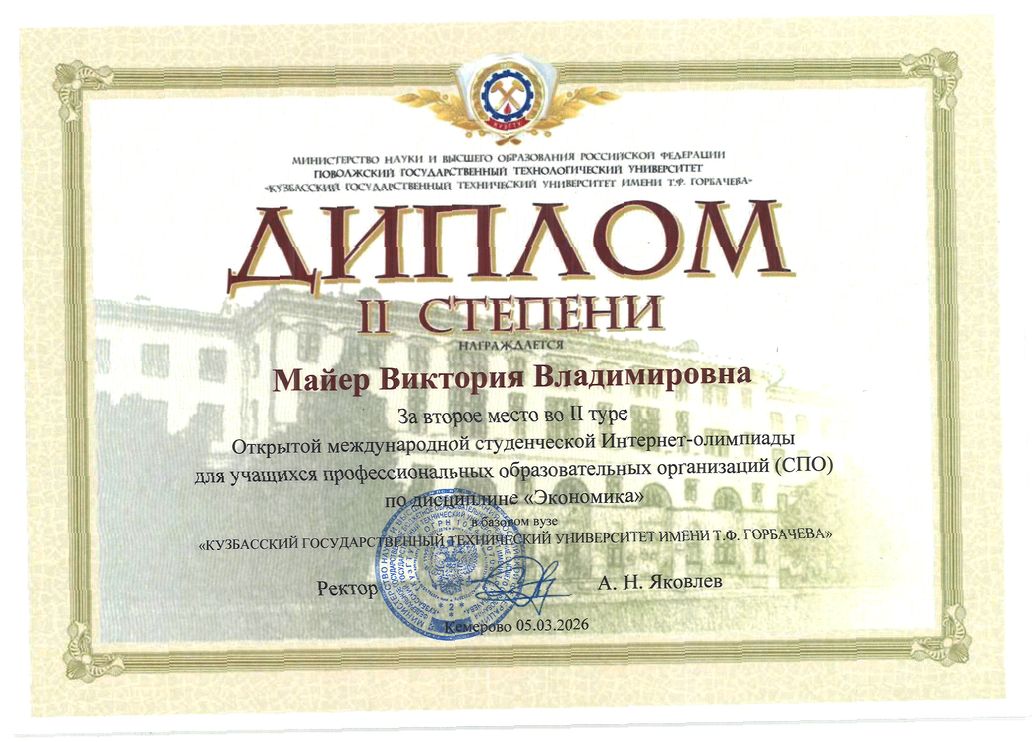 КУЗГТУ
МИНИСТЕРСТВО НАУКИ И ВЫСШЕГО ОБРАЗОВАНИЯ РОССИЙСКОЙ ФЕДЕРАЦИИ
ПОВОЛЖСКИЙ ГОСУДАРСТВЕННЫЙ ТЕХНОЛОГИЧЕСКИЙ УНИВЕРСИТЕТ
«КУЗБАССКИЙ ГОСУДАРСТВЕННЫЙ ТЕХНИЧЕСКИЙ УНИВЕРСИТЕТ ИМЕНИ Т.Ф. ГОРБАЧЕВА»
ДИПЛОМ
II СТЕПЕНИ
НАГРАЖДАЕТСЯ
Майер Виктория Владимировна
За второе место во II туре
Открытой международной студенческой Интернет-олимпиады
для учащихся профессиональных образовательных организаций (СПО)
по дисциплине «Экономика»
в базовом вузе
«КУЗБАССКИЙ ГОСУДАРСТВЕННЫЙ ТЕХНИЧЕСКИЙ УНИВЕРСИТЕТ ИМЕНИ Т.Ф. ГОРБАЧЕВА»
Ректор А. Н. Яковлев
Кемерово 05.03.2026